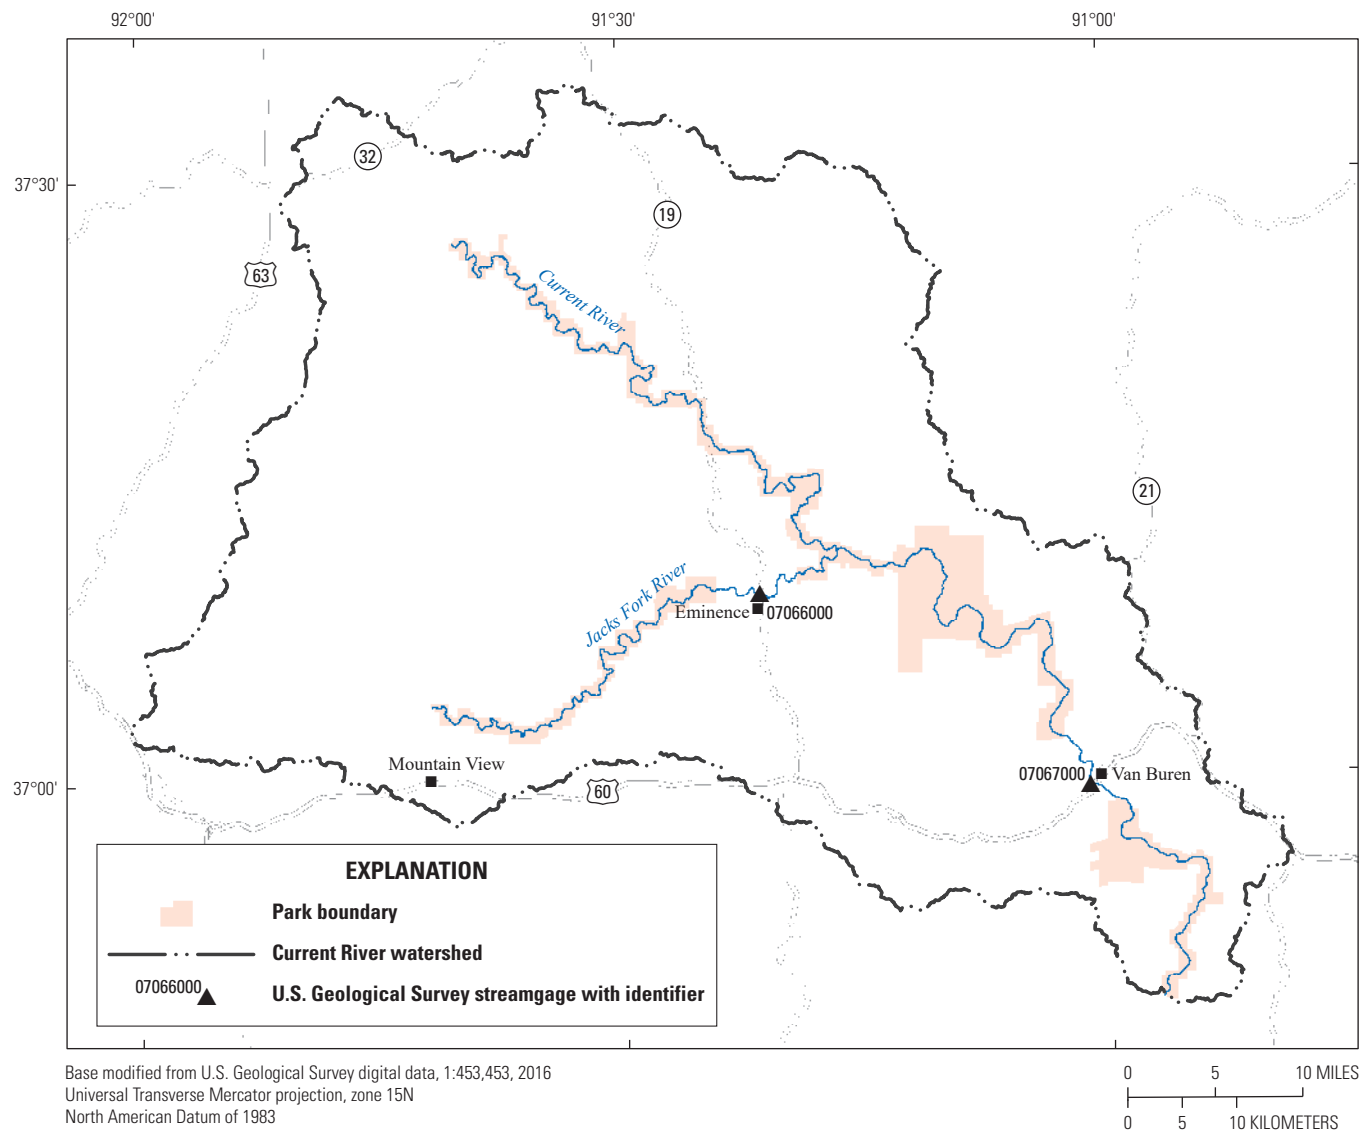 92°00'
91°30'
91°00'
37°30'
32
19
63
Current River
21
Jacks Fork River
Eminence
07066000
Mountain View
07067000
Van Buren
37°00'
60
EXPLANATION
Park boundary
Current River watershed
07066000
U.S. Geological Survey streamgage with identifier
Base modified from U.S. Geological Survey digital data, 1:453,453, 2016
Universal Transverse Mercator projection, zone 15N
North American Datum of 1983
0 5 10 MILES
0 5 10 KILOMETERS